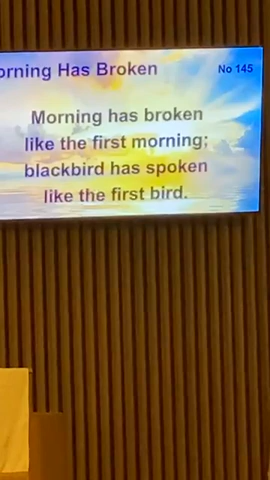 orning Has Broken
No 145
Morning has broken
like the first morning;
blackbird has spoken
like the first bird.